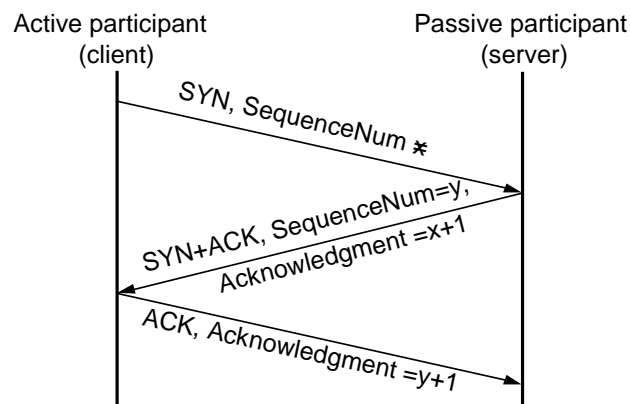 Active participant
(client)
Passive participant
(server)
SYN, SequenceNum =x
SYN+ACK, SequenceNum=y,
Acknowledgment =x+1
ACK, Acknowledgment =y+1